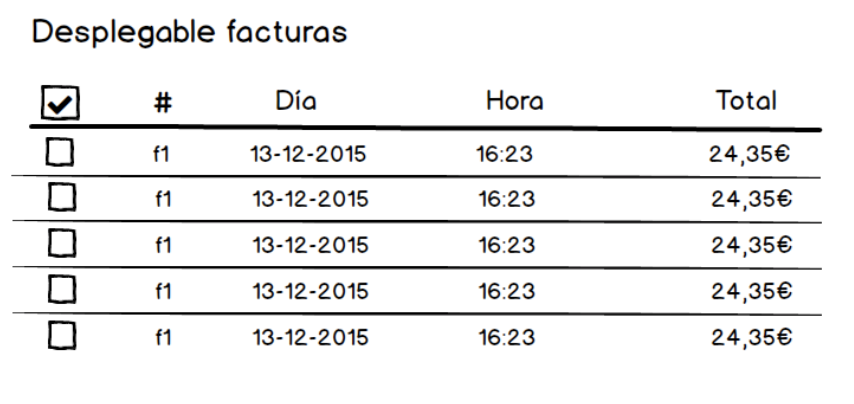 Desplegable facturas
# Día Hora Total
f1 13-12-2015 16:23 24,35€
f1 13-12-2015 16:23 24,35€
f1 13-12-2015 16:23 24,35€
f1 13-12-2015 16:23 24,35€
f1 13-12-2015 16:23 24,35€